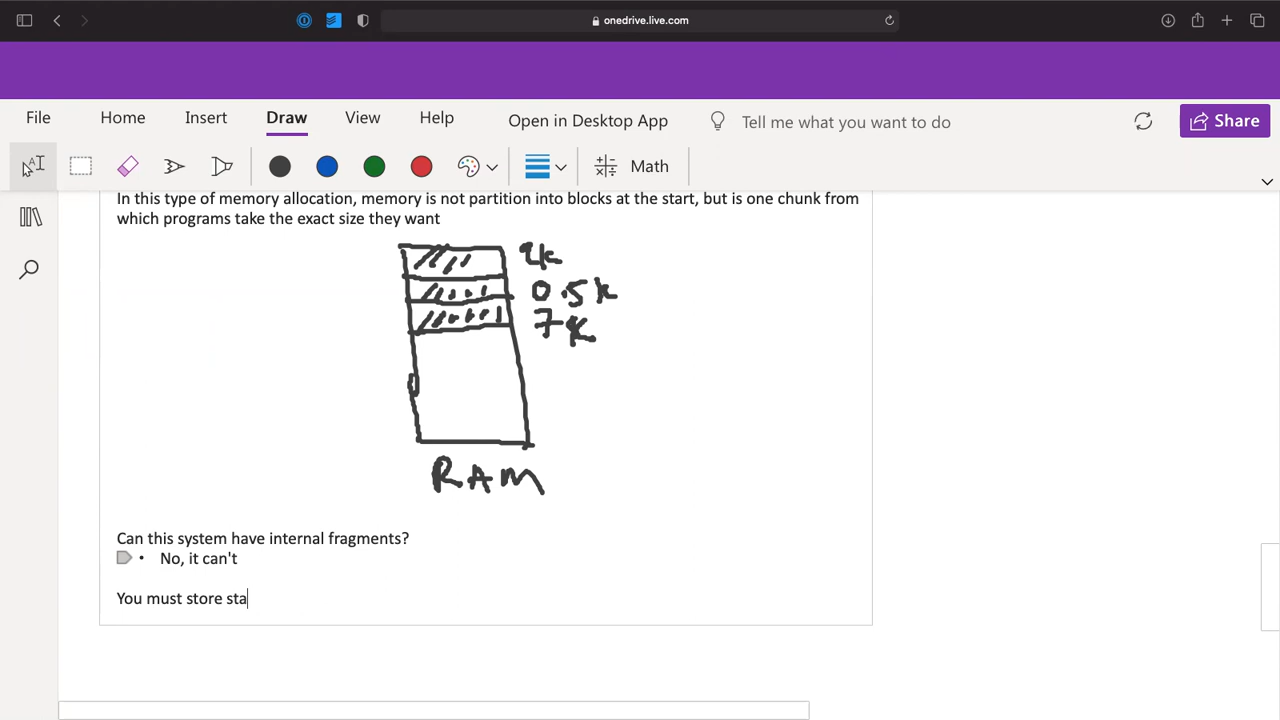 onedrive.live.com
File Home Insert Draw View Help Open in Desktop App Tell me what you want to do Share
Math
In this type of memory allocation, memory is not partition into blocks at the start, but is one chunk from
which programs take the exact size they want
0.5k
7k
RAM
Can this system have internal fragments?
• No, it can't
You must store sta